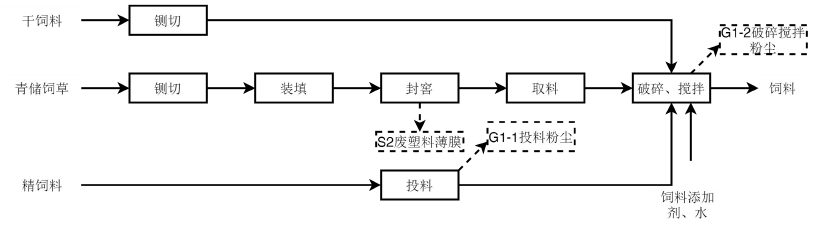 干饲料
铡切
G1-2破碎搅拌
粉尘
青储饲草
铡切
装填
封窖
取料
破碎、搅拌
饲料
S2废塑料薄膜
G1-1投料粉尘
精饲料
投料
饲料添加
剂、水